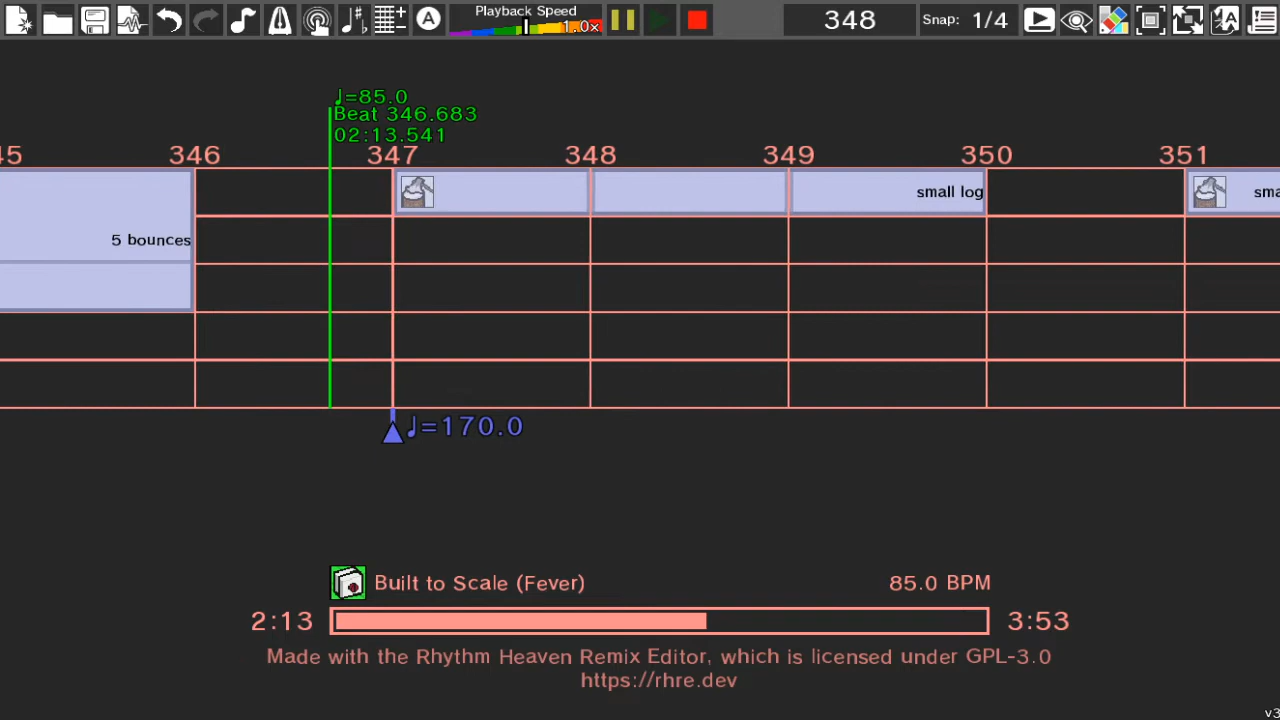 Playback Speed
1.0x
348
Snap: 1/4
A
♩=85.0
Beat 346.683
02:13.541
45 346 347 348 349 350 351
small log
sma
5 bounces
♩=170.0
Built to Scale (Fever)
85.0 BPM
2:13
3:53
Made with the Rhythm Heaven Remix Editor, which is licensed under GPL-3.0
https://rhre.dev
v3